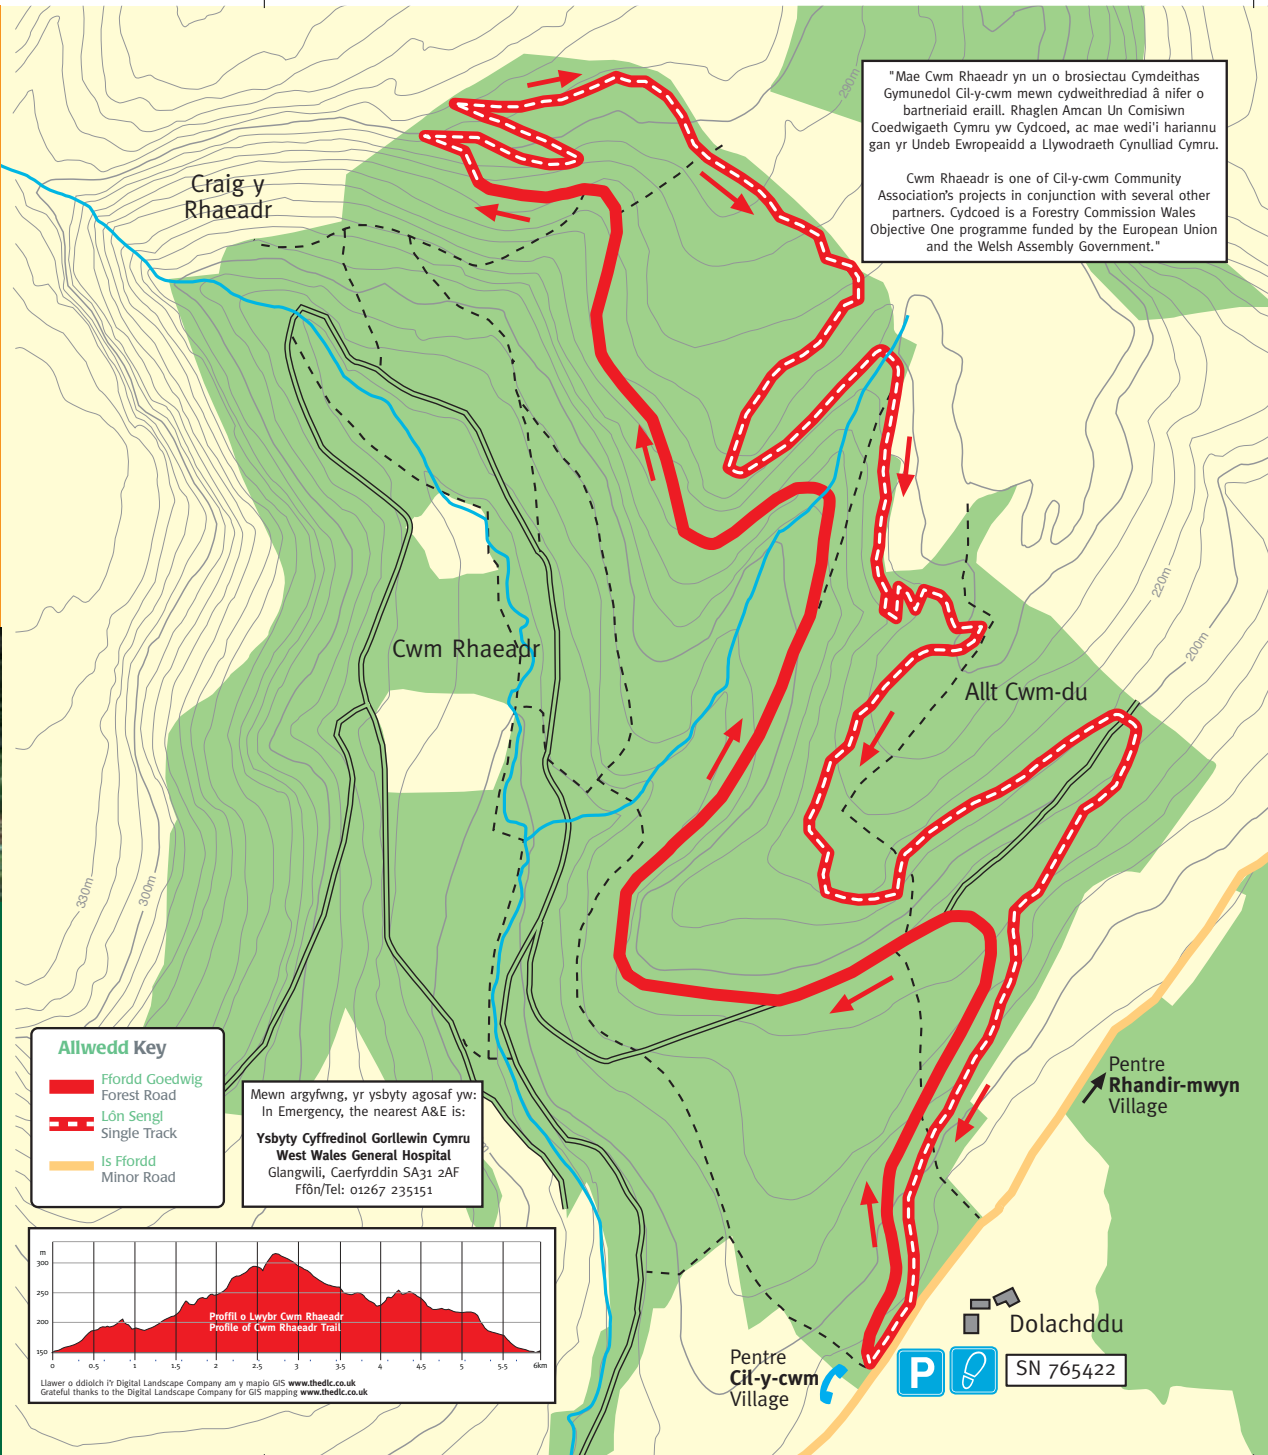 290m
"Mae Cwm Rhaeadr yn un o brosiectau Cymdeithas
Gymunedol Cil-y-cwm mewn cydweithrediad â nifer o
bartneriaid eraill. Rhaglen Amcan Un Comisiwn
Coedwigaeth Cymru yw Cydcoed, ac mae wedi'i hariannu
gan yr Undeb Ewropeaidd a Llywodraeth Cynulliad Cymru.
Cwm Rhaeadr is one of Cil-y-cwm Community
Association's projects in conjunction with several other
partners. Cydcoed is a Forestry Commission Wales
Objective One programme funded by the European Union
and the Welsh Assembly Government."
Craig y
Rhaeadr
220m
200m
Cwm Rhaeadr
Allt Cwm-du
330m
300m
Allwedd Key
Ffordd Goedwig
Forest Road
Lôn Sengl
Single Track
Is Ffordd
Minor Road
Mewn argyfwng, yr ysbyty agosaf yw:
In Emergency, the nearest A&E is:
Ysbyty Cyffredinol Gorllewin Cymru
West Wales General Hospital
Glangwili, Caerfyrddin SA31 2AF
Ffôn/Tel: 01267 235151
Pentre
Rhandir-mwyn
Village
m
300
250
200
150
Proffil o Lwybr Cwm Rhaeadr
Profile of Cwm Rhaeadr Trail
0 0.5 1 1.5 2 2.5 3 3.5 4 4.5 5 5.5 6km
Llawer o ddiolch i'r Digital Landscape Company am y mapio GIS www.thedlc.co.uk
Grateful thanks to the Digital Landscape Company for GIS mapping www.thedlc.co.uk
Dolachddu
Pentre
Cil-y-cwm
Village
P
SN 765422